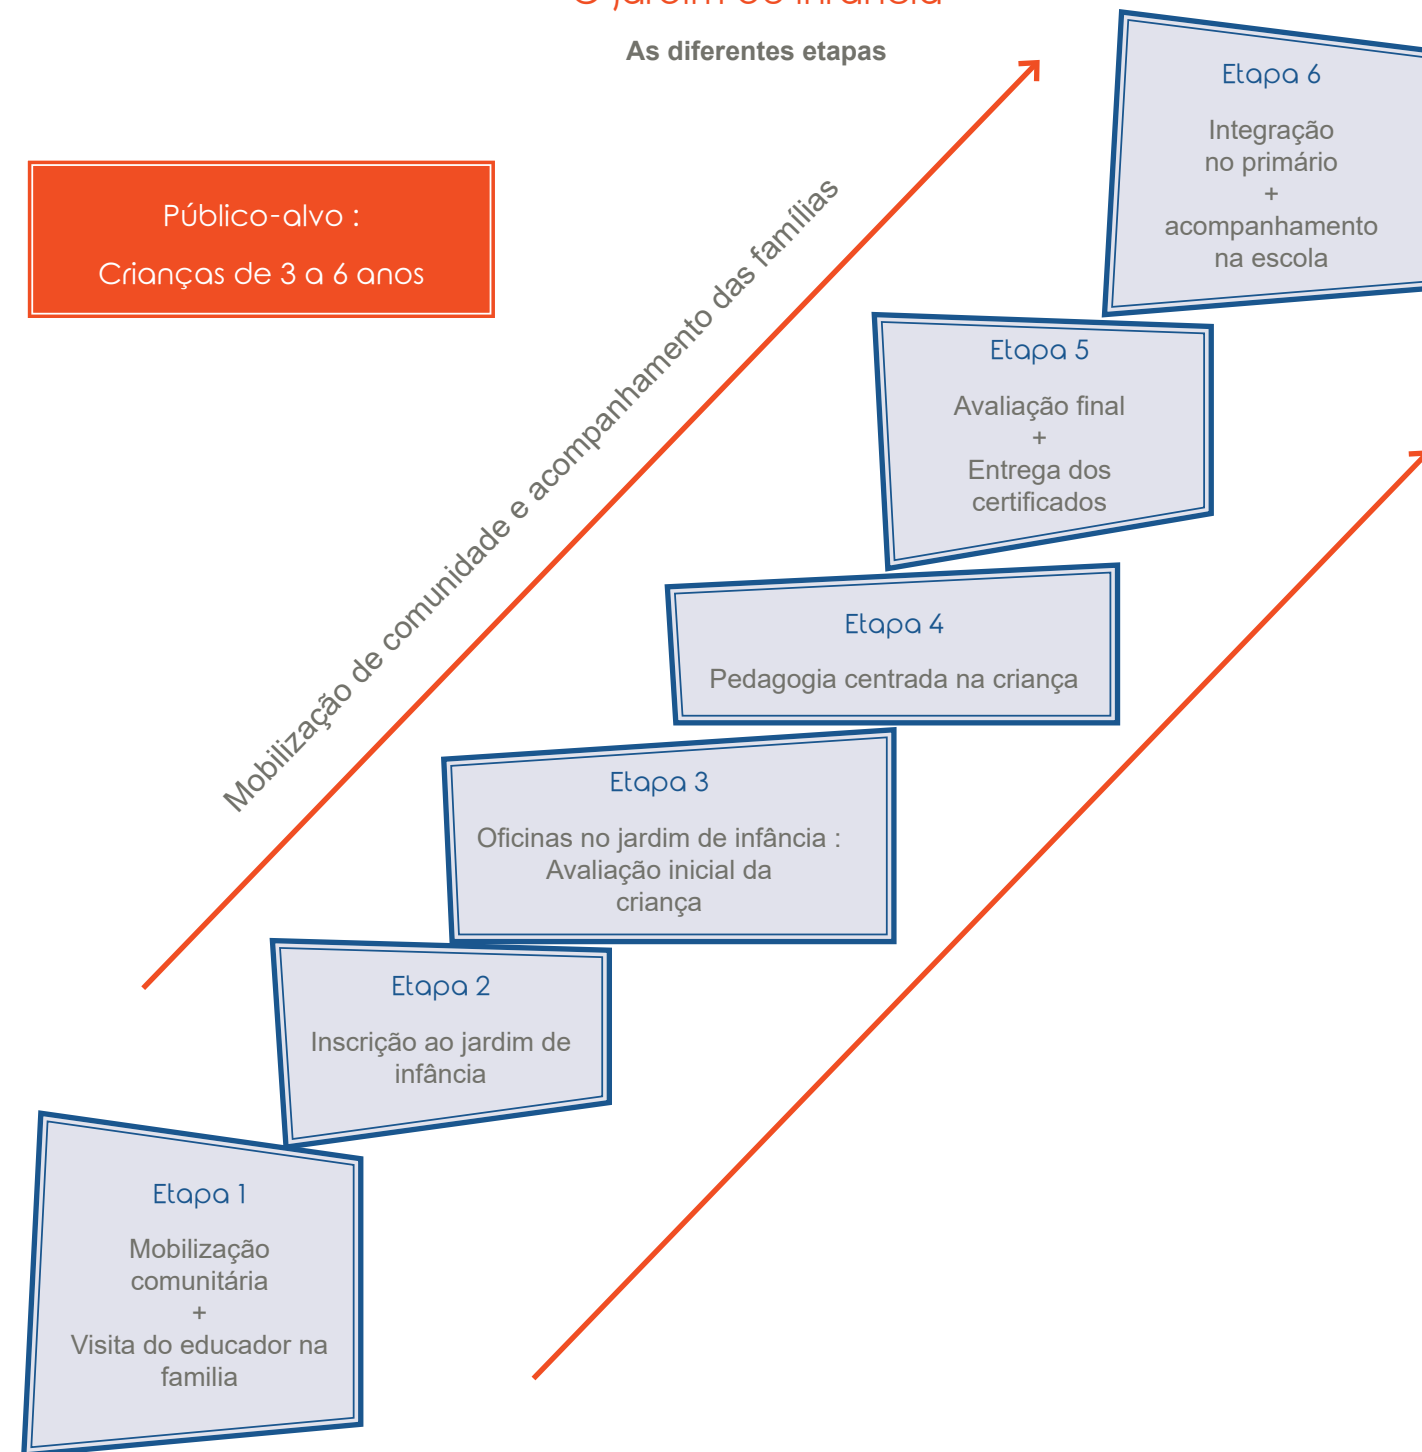 O jardim de infância
As diferentes etapas
Público-alvo :
Crianças de 3 a 6 anos
Mobilização de comunidade e acompanhamento das famílias
Etapa 6
Integração
no primário
+
acompanhamento
na escola
Etapa 5
Avaliação final
+
Entrega dos
certificados
Etapa 4
Pedagogia centrada na criança
Etapa 3
Oficinas no jardim de infância :
Avaliação inicial da
criança
Etapa 2
Inscrição ao jardim de
infância
Etapa 1
Mobilização
comunitária
+
Visita do educador na
familia